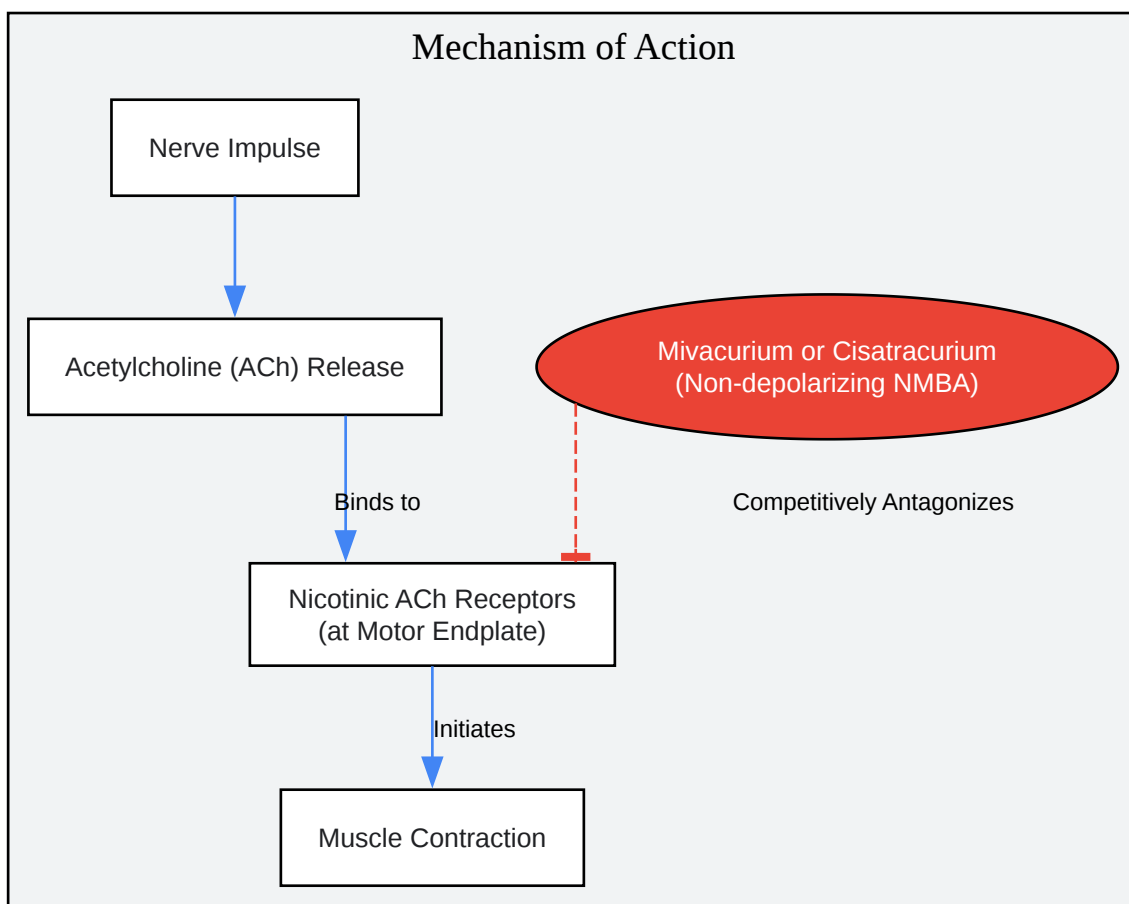 Mechanism of Action
Nerve Impulse
Acetylcholine (ACh) Release
Mivacurium or Cisatracurium
(Non-depolarizing NMBA)
Binds to
Competitively Antagonizes
Nicotinic ACh Receptors
(at Motor Endplate)
Initiates
Muscle Contraction